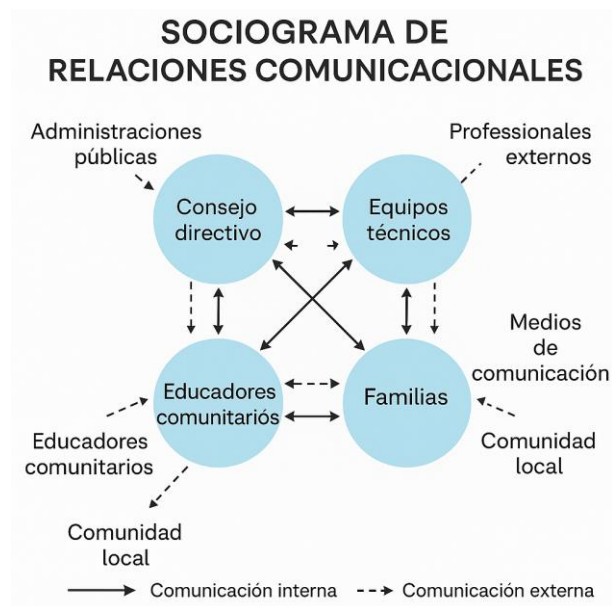 SOCIOGRAMA DE
RELACIONES COMUNICACIONALES
Administraciones
públicas
Professionales
externos
Consejo
directivo
Equipos
técnicos
Medios
de
comunicación
Educadores
comunitariós
Familias
Educadores
comunitarios
Comunidad
local
Comunidad
local
Comunicación interna
Comunicación externa